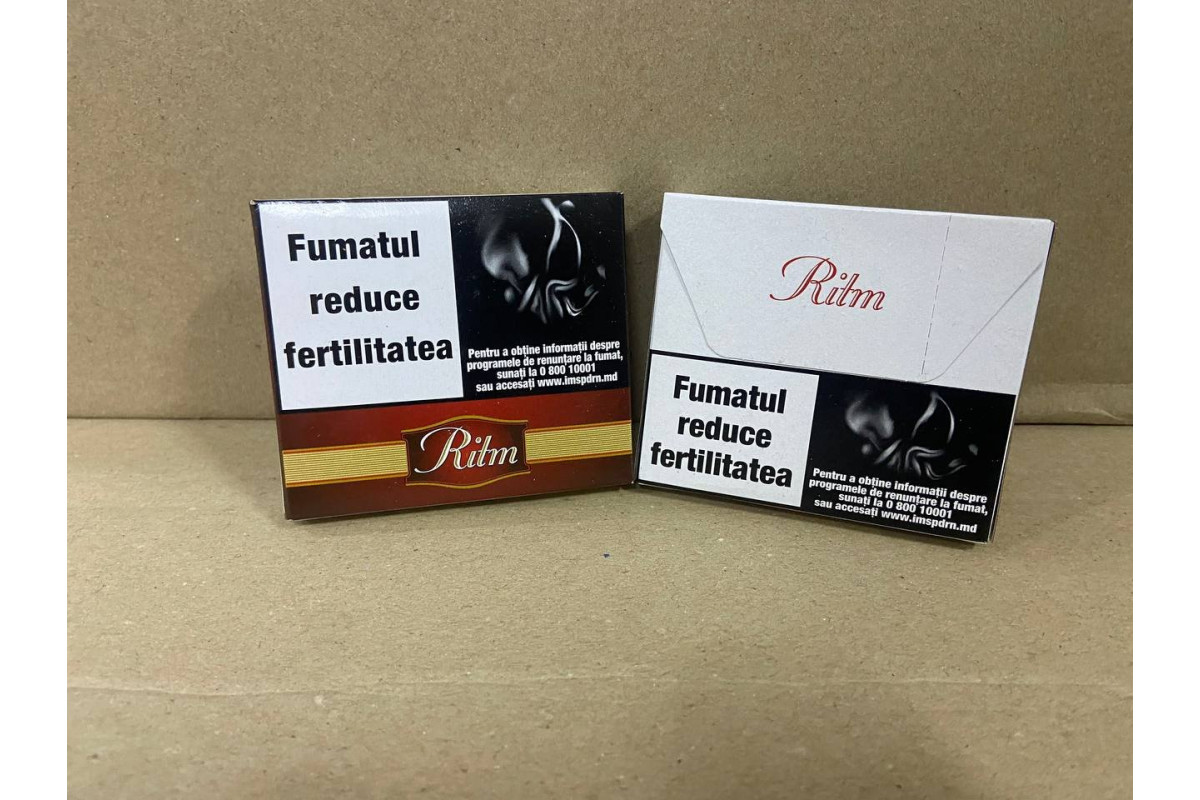 Fumatul
reduce
fertilitatea
Pentru a obține informații despre
programele de renunțare la fumat,
sunați la 0 800 10001
sau accesați www.imspdrn.md
Ritm
Ritm
Fumatul
reduce
fertilitatea
Pentru a obține informații despre
programele de renunțare la fumat,
sunați la 0 800 10001
sau accesați www.imspdrn.md